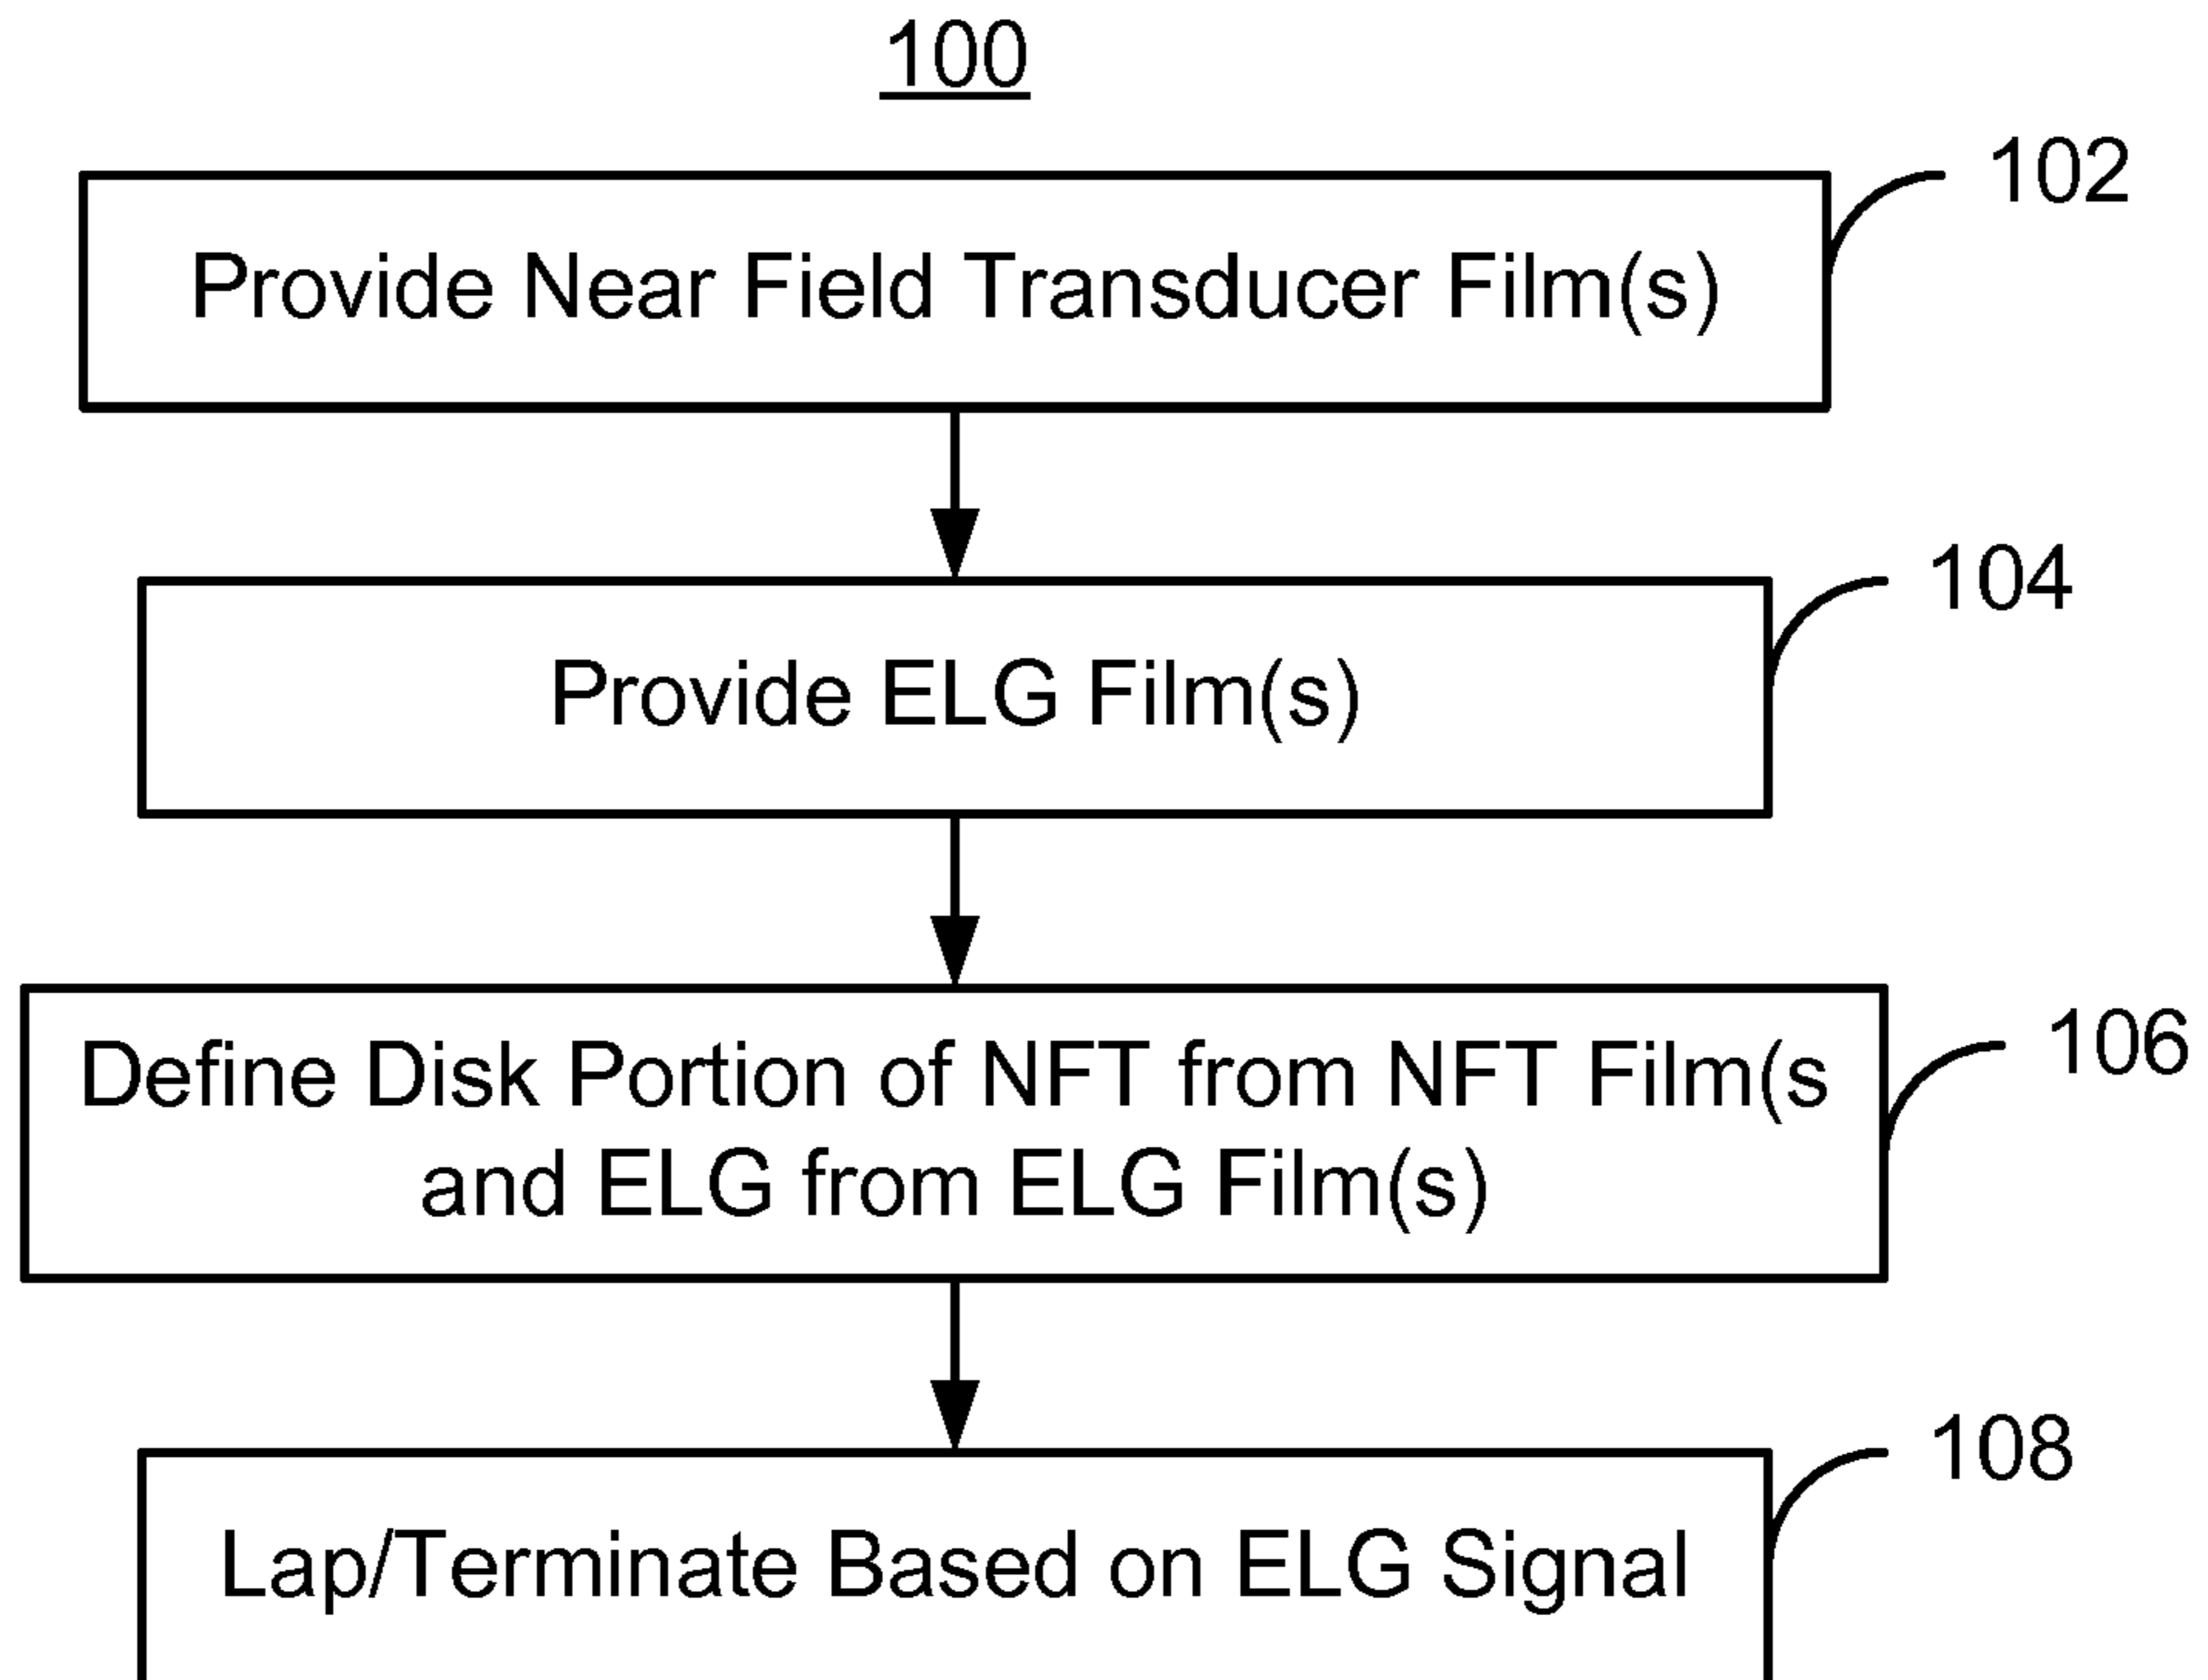 100
102
Provide Near Field Transducer Film(s)
104
Provide ELG Film(s)
106
Define Disk Portion of NFT from NFT Film(s
and ELG from ELG Film(s)
108
Lap/Terminate Based on ELG Signal